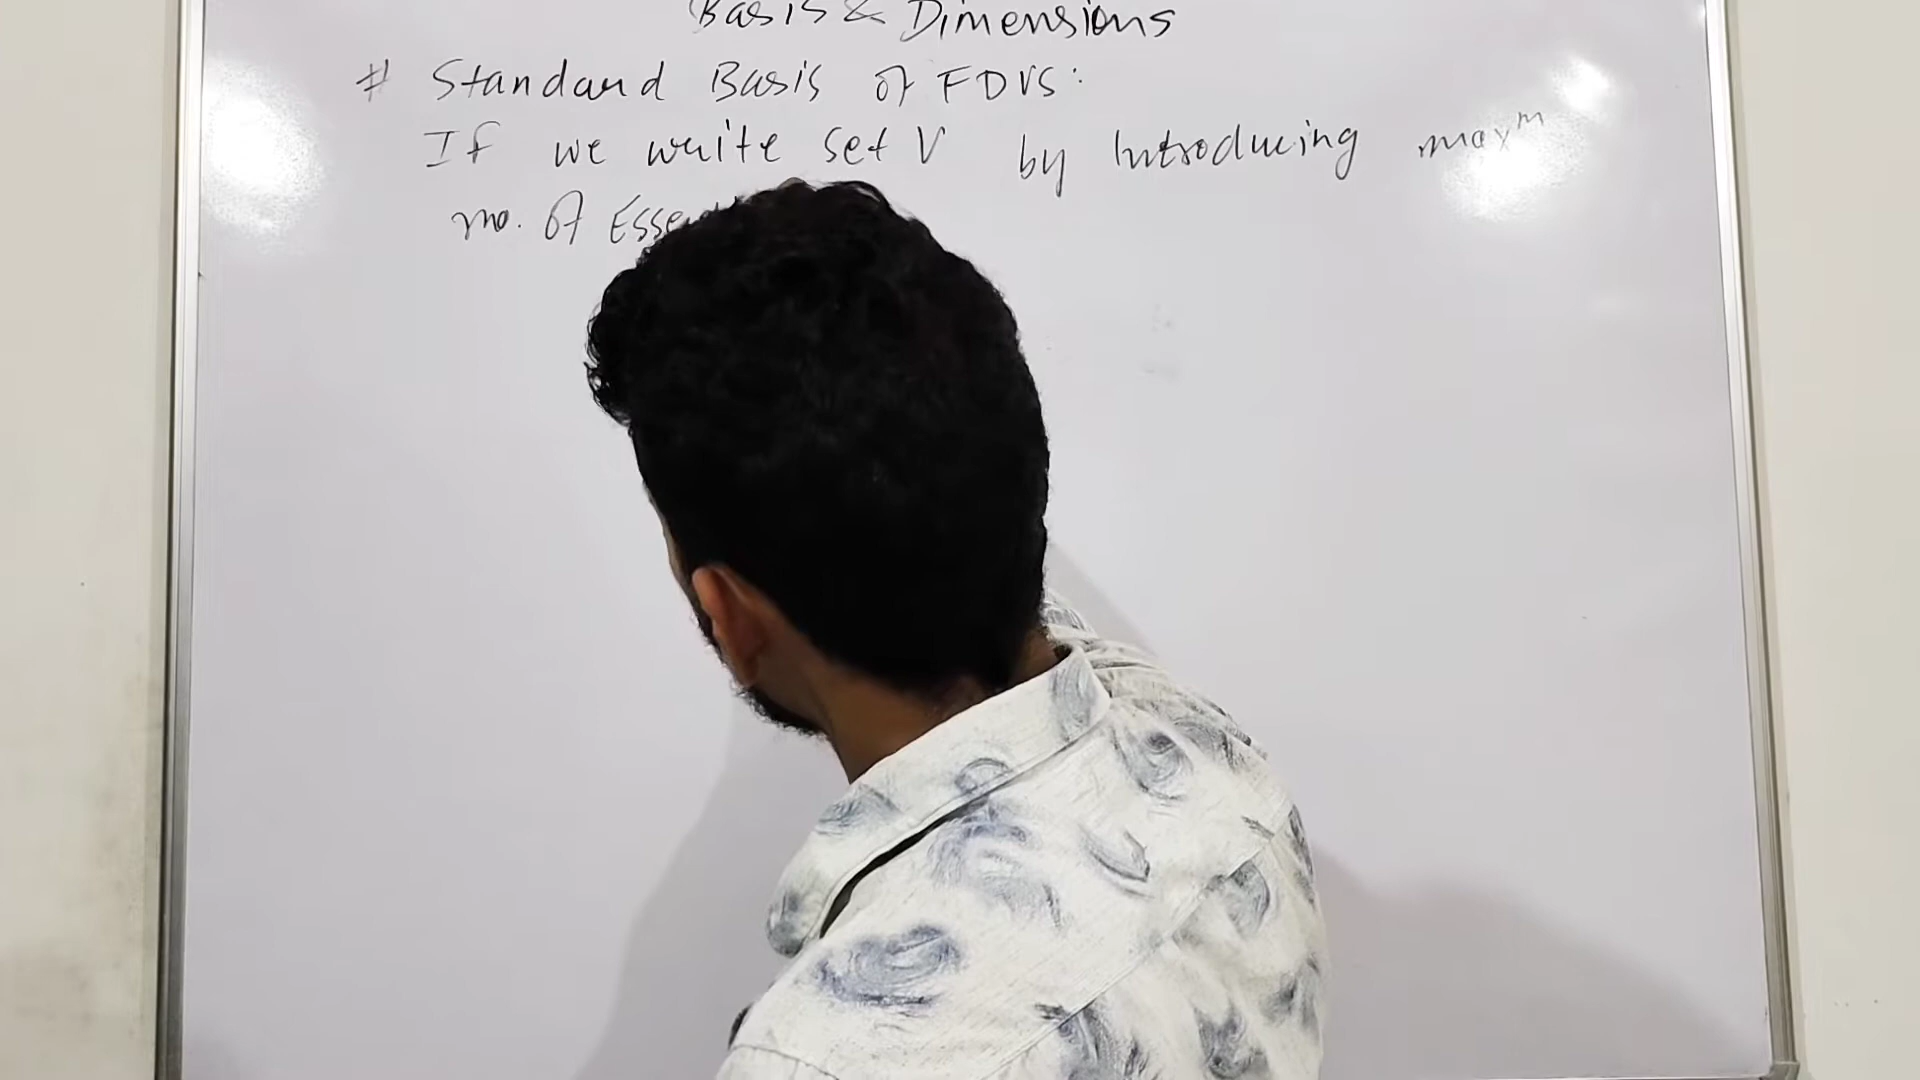 Basis & Dimensions
# Standard Basis of FDVS:
If we write set V by Introducing maxᵐ
no. of